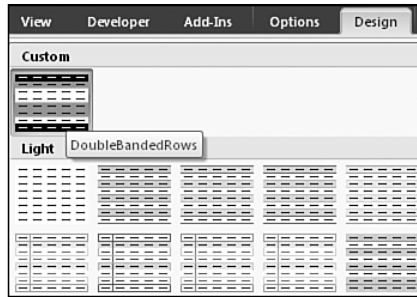 View Developer Add-Ins Options Design
Custom
DoubleBandedRows
Light